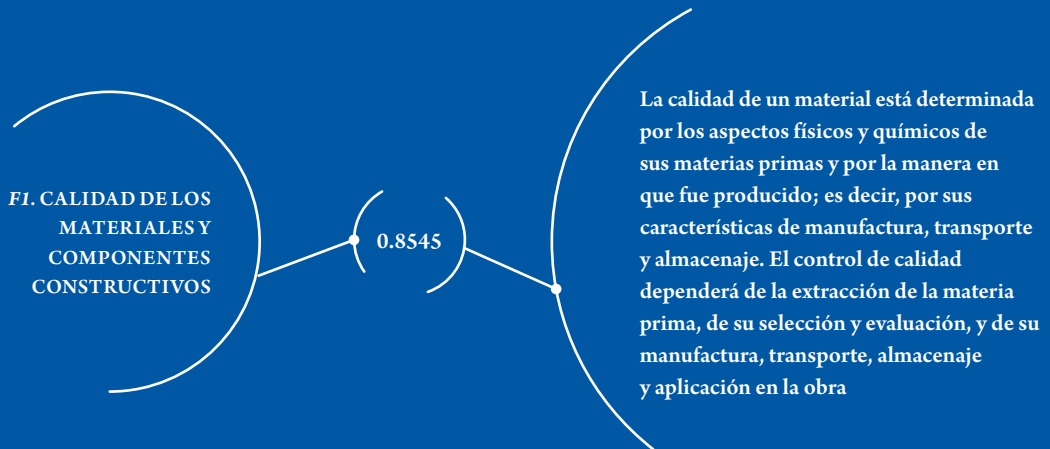 F1. CALIDAD DE LOS
MATERIALES Y
COMPONENTES
CONSTRUCTIVOS
0.8545
La calidad de un material está determinada
por los aspectos físicos y químicos de
sus materias primas y por la manera en
que fue producido; es decir, por sus
características de manufactura, transporte
y almacenaje. El control de calidad
dependerá de la extracción de la materia
prima, de su selección y evaluación, y de su
manufactura, transporte, almacenaje
y aplicación en la obra